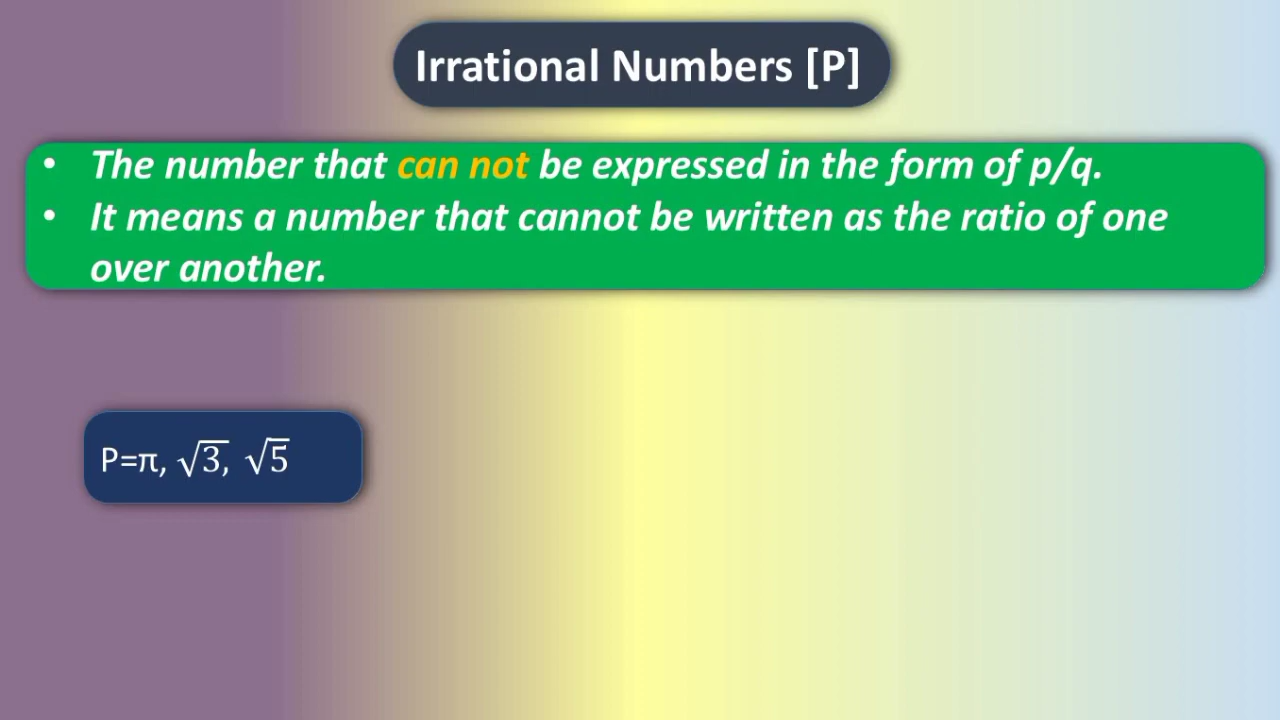 Irrational Numbers [P]
• The number that can not be expressed in the form of p/q.
• It means a number that cannot be written as the ratio of one
over another.
P=π, √3, √5